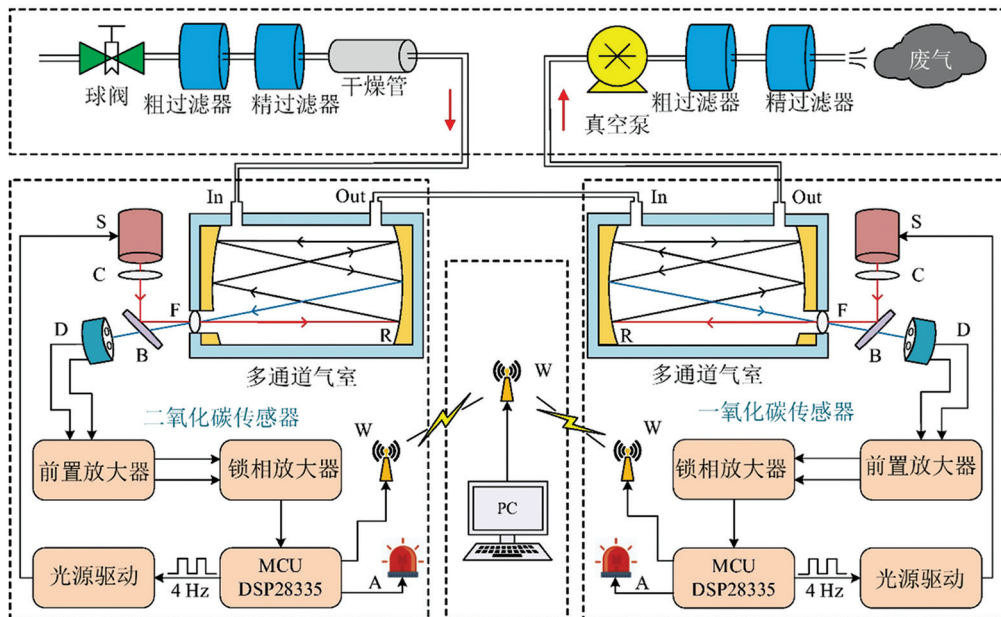 球阀
粗过滤器
精过滤器
干燥管
真空泵
粗过滤器
精过滤器
废气
In
Out
In
Out
S
C
F
D
B
R
多通道气室
二氧化碳传感器
前置放大器
锁相放大器
W
光源驱动
4 Hz
MCU
DSP28335
A
W
PC
S
C
F
D
B
R
多通道气室
一氧化碳传感器
W
锁相放大器
前置放大器
A
MCU
DSP28335
4 Hz
光源驱动